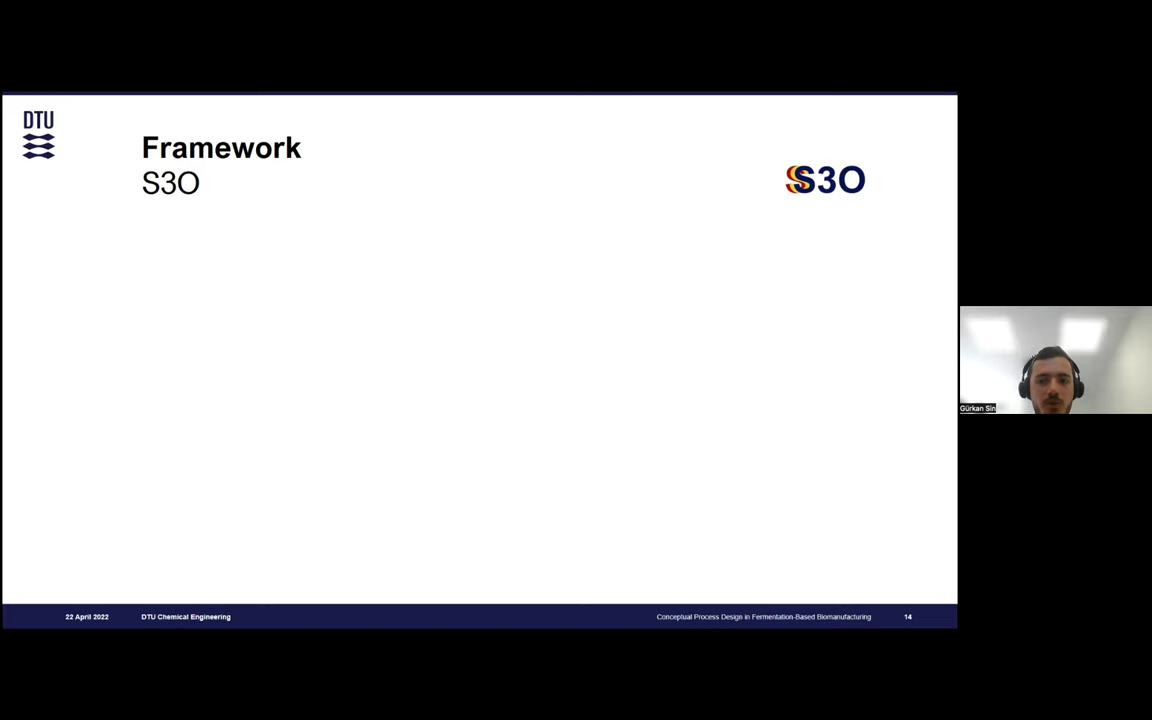 DTU
Framework
S3O
S3O
Gürkan Sin
22 April 2022
DTU Chemical Engineering
Conceptual Process Design in Fermentation-Based Biomanufacturing
14